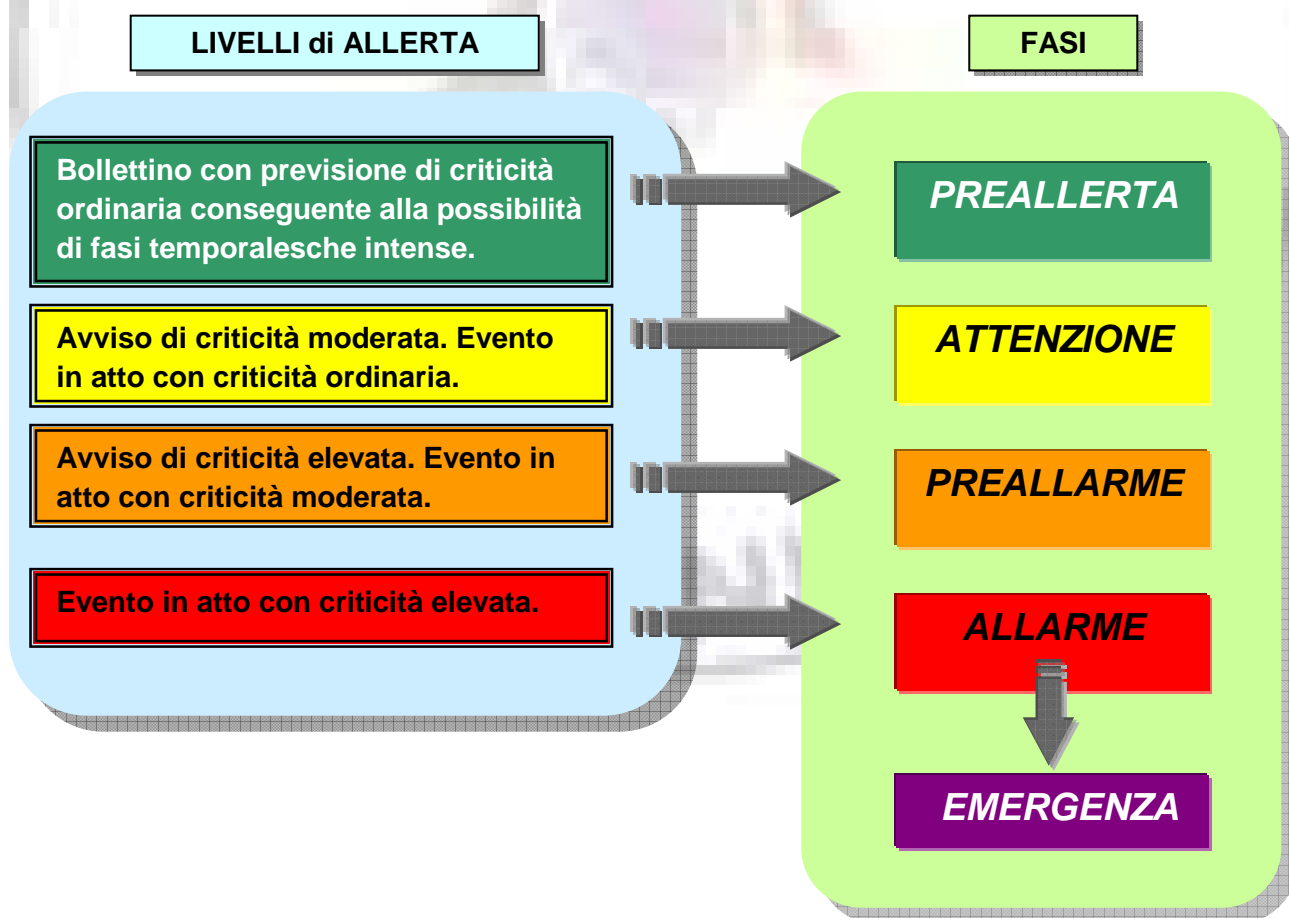 LIVELLI di ALLERTA
FASI
Bollettino con previsione di criticità
ordinaria conseguente alla possibilità
di fasi temporalesche intense.
PREALLERTA
Avviso di criticità moderata. Evento
in atto con criticità ordinaria.
ATTENZIONE
Avviso di criticità elevata. Evento in
atto con criticità moderata.
PREALLARME
Evento in atto con criticità elevata.
ALLARME
EMERGENZA